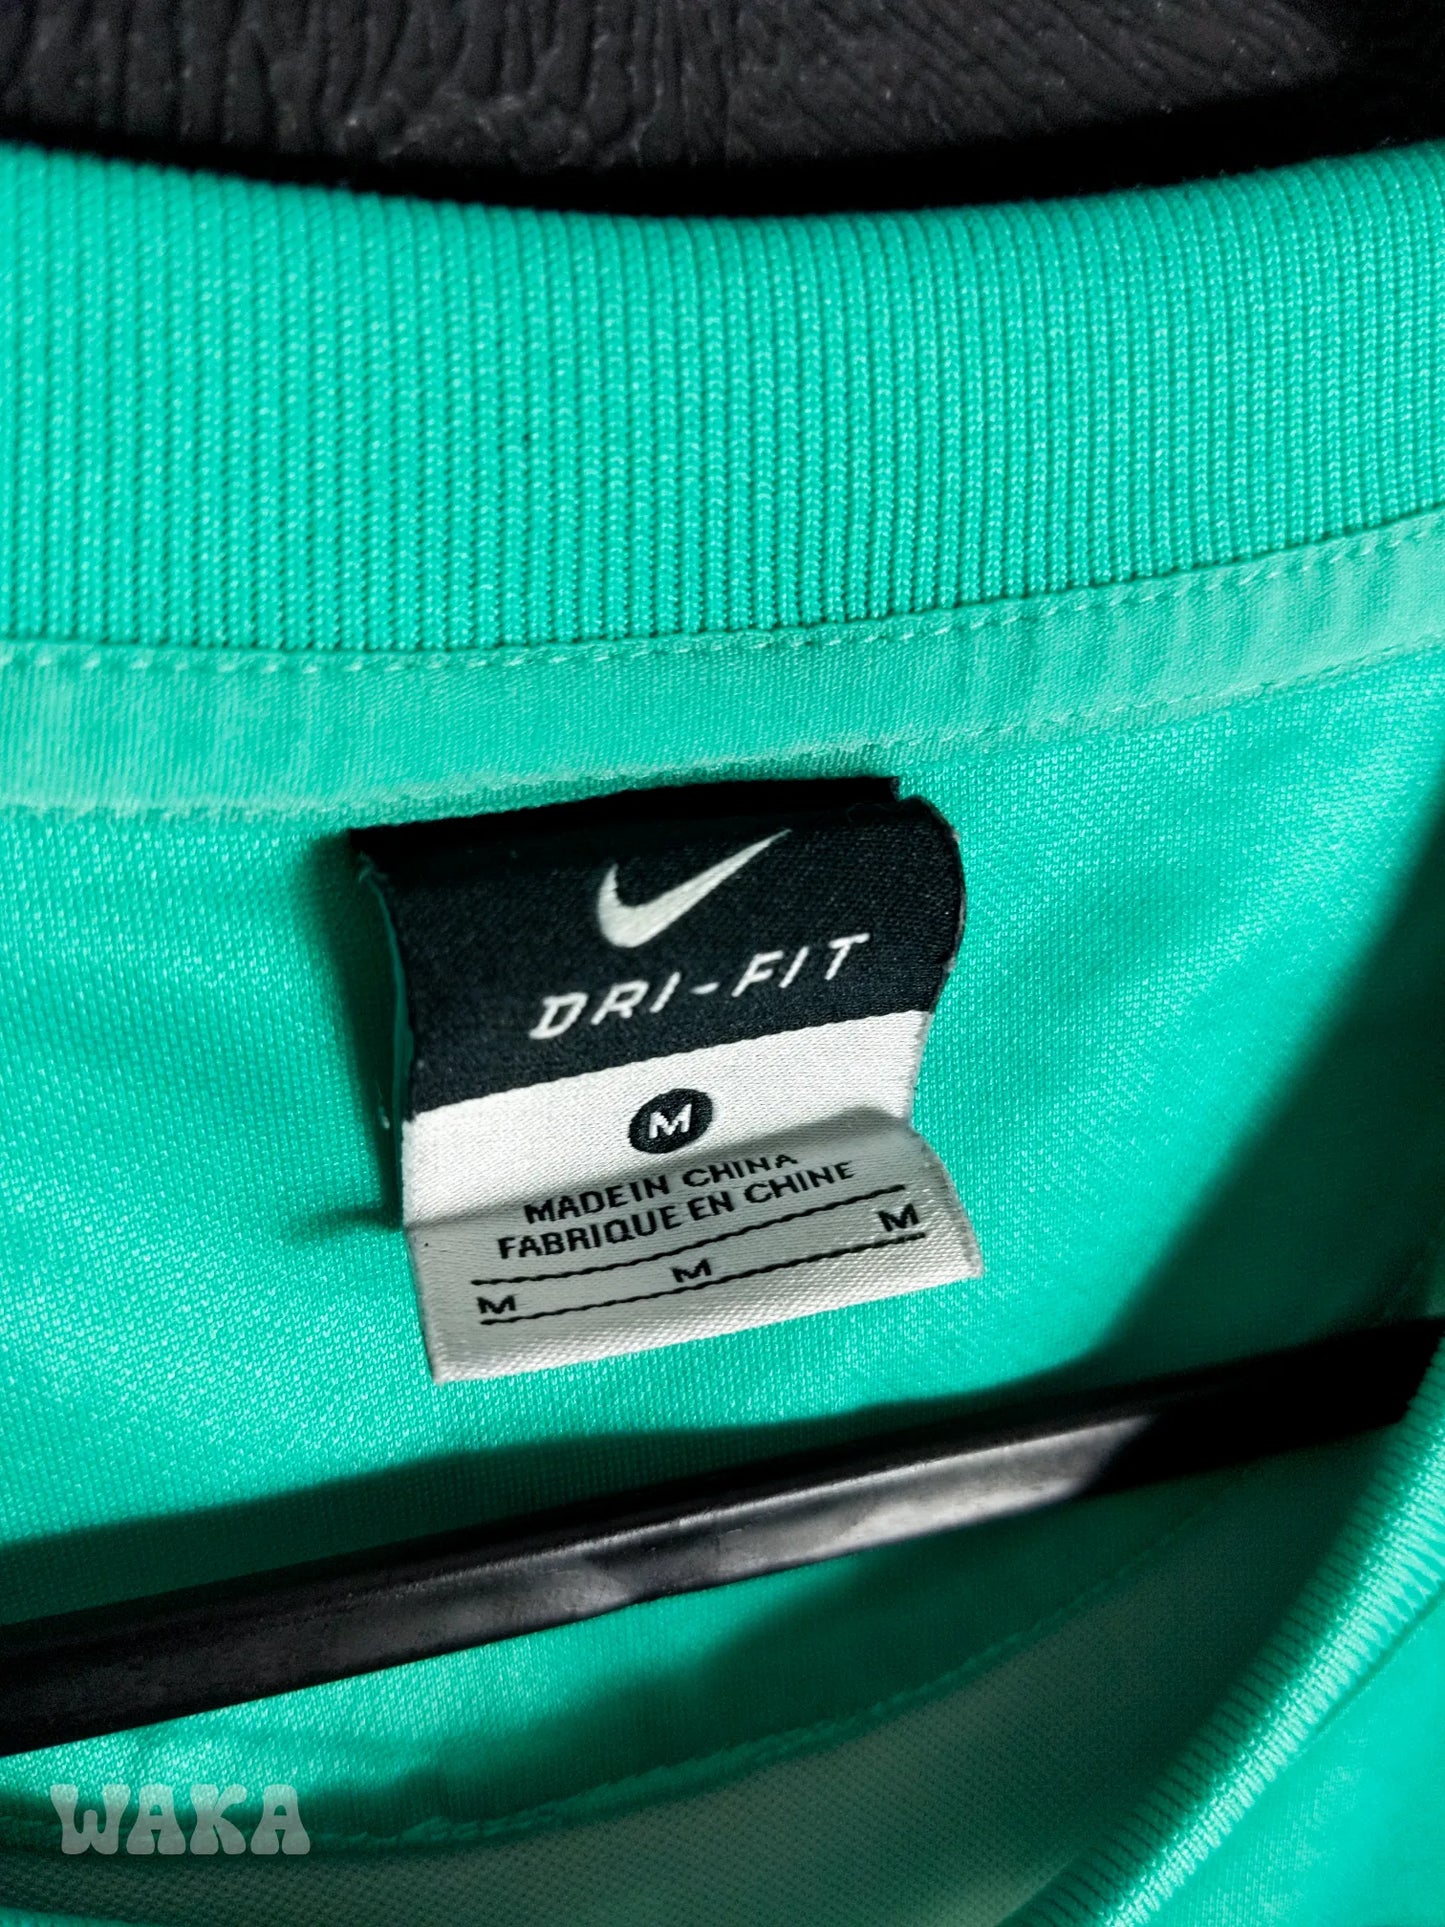 DRI-FIT
M
MADE IN CHINA
FABRIQUE EN CHINE
M M M
WAKA